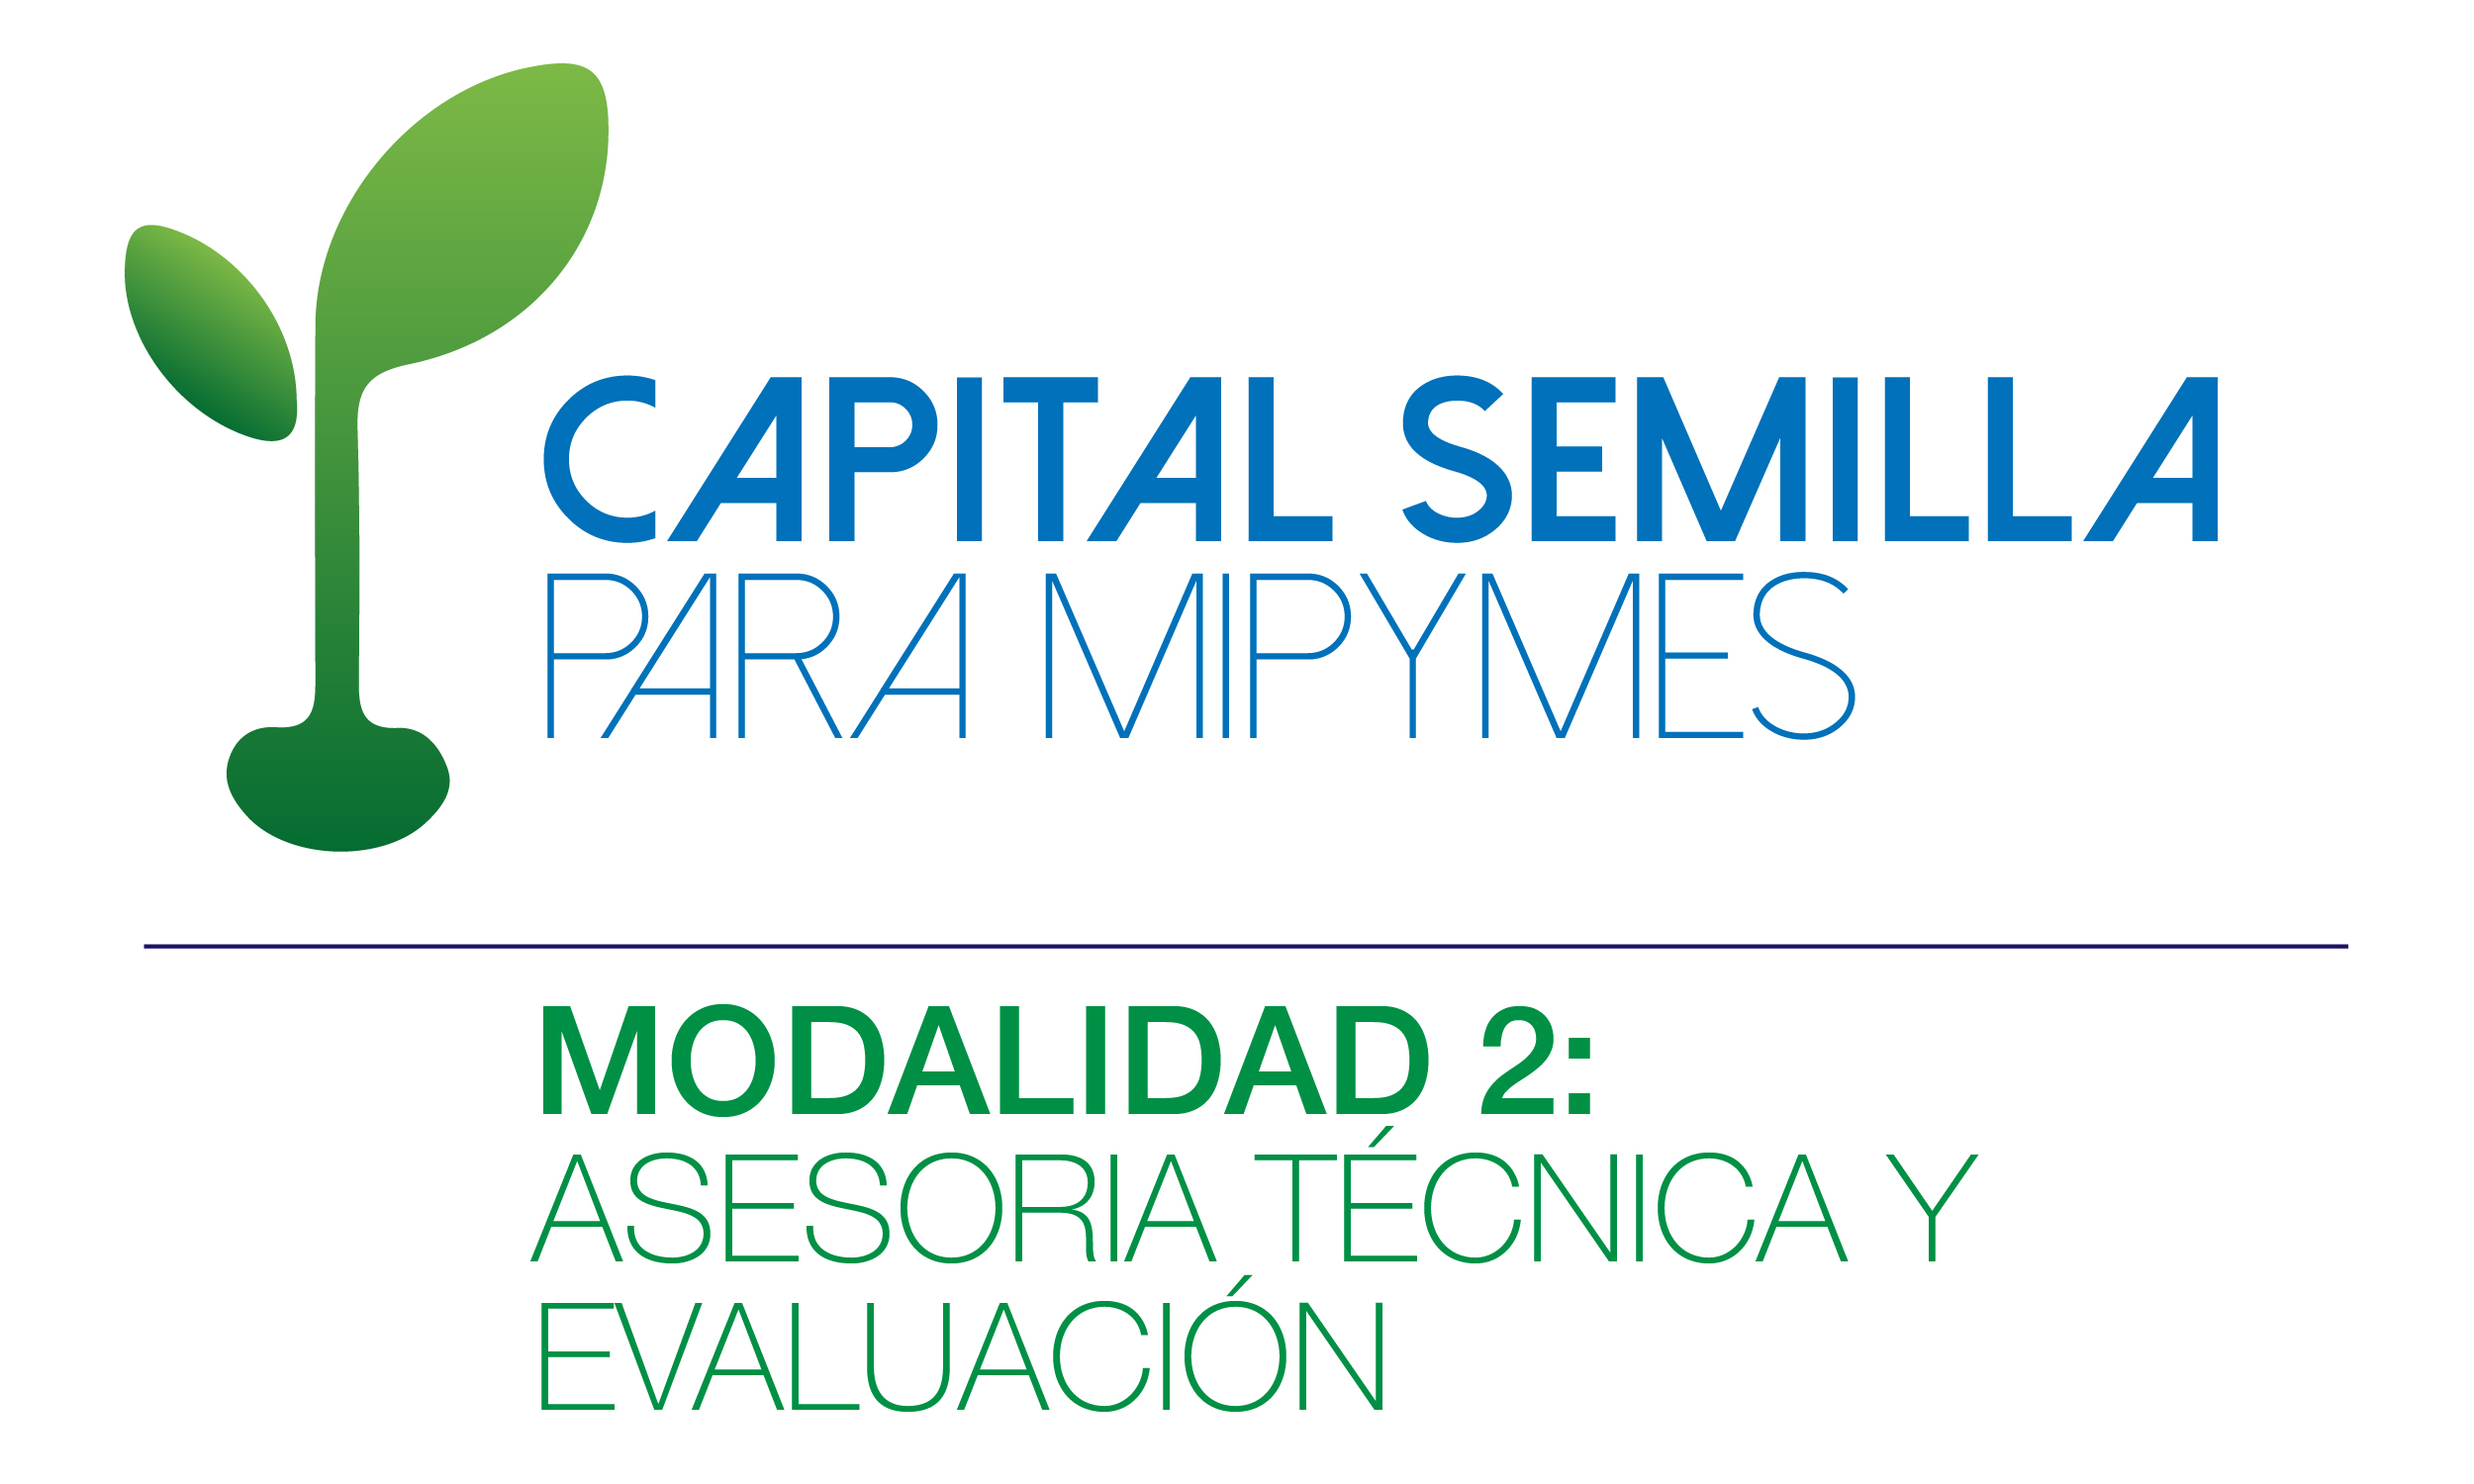 CAPITAL SEMILLA
PARA MIPYMES
MODALIDAD 2:
ASESORIA TÉCNICA Y
EVALUACIÓN